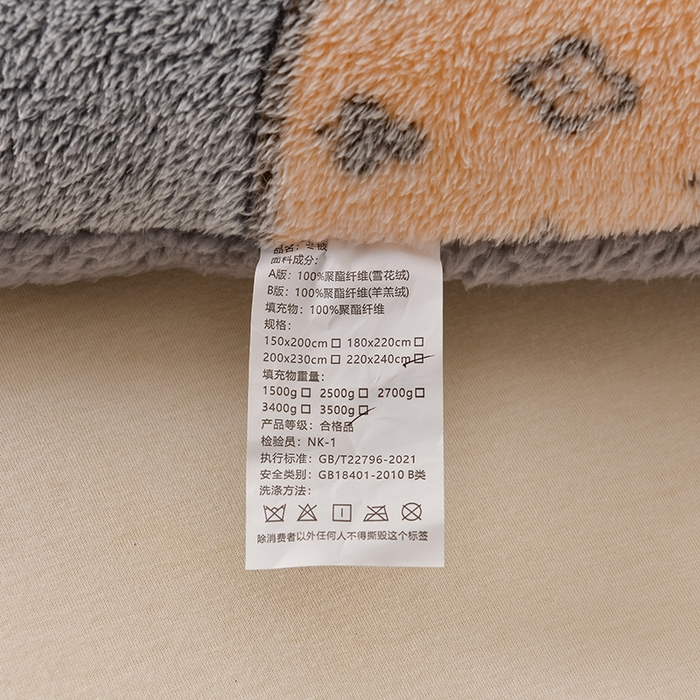 品名：冬被
面料成分：
A版：100%聚酯纤维(雪花绒)
B版：100%聚酯纤维(羊羔绒)
填充物：100%聚酯纤维
规格：
150x200cm□ 180x220cm□
200x230cm□ 220x240cm□
填充物重量：
1500g□ 2500g□ 2700g□
3400g□ 3500g□
产品等级：合格品
检验员：NK-1
执行标准：GB/T22796-2021
安全类别：GB18401-2010 B类
洗涤方法：
除消费者以外任何人不得撕毁这个标签